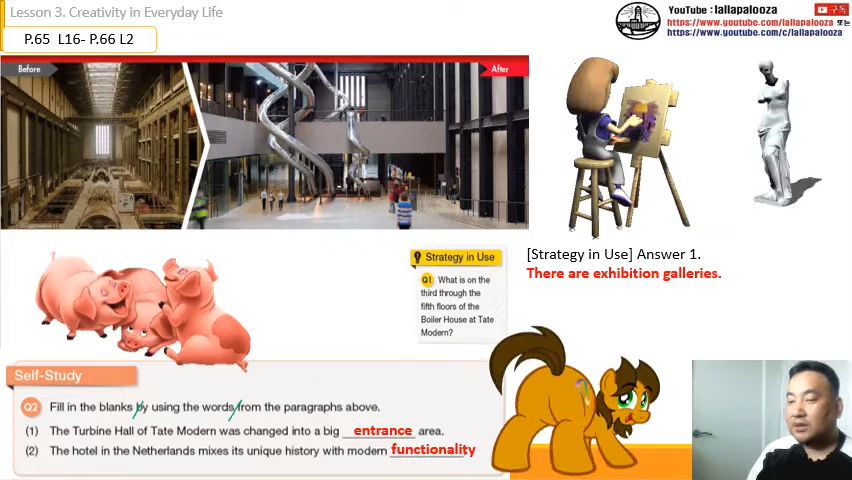 Lesson 3. Creativity in Everyday Life
P.65 L16- P.66 L2
YouTube : lallapalooza
구독
https://www.youtube.com/lallapalooza 또는
https://www.youtube.com/c/lallapalooza
Before
After
Strategy in Use
Q1 What is on the
third through the
fifth floors of the
Boiler House at Tate
Modern?
[Strategy in Use] Answer 1.
There are exhibition galleries.
Self-Study
Q2 Fill in the blanks by using the words from the paragraphs above.
(1) The Turbine Hall of Tate Modern was changed into a big entrance area.
(2) The hotel in the Netherlands mixes its unique history with modern functionality.